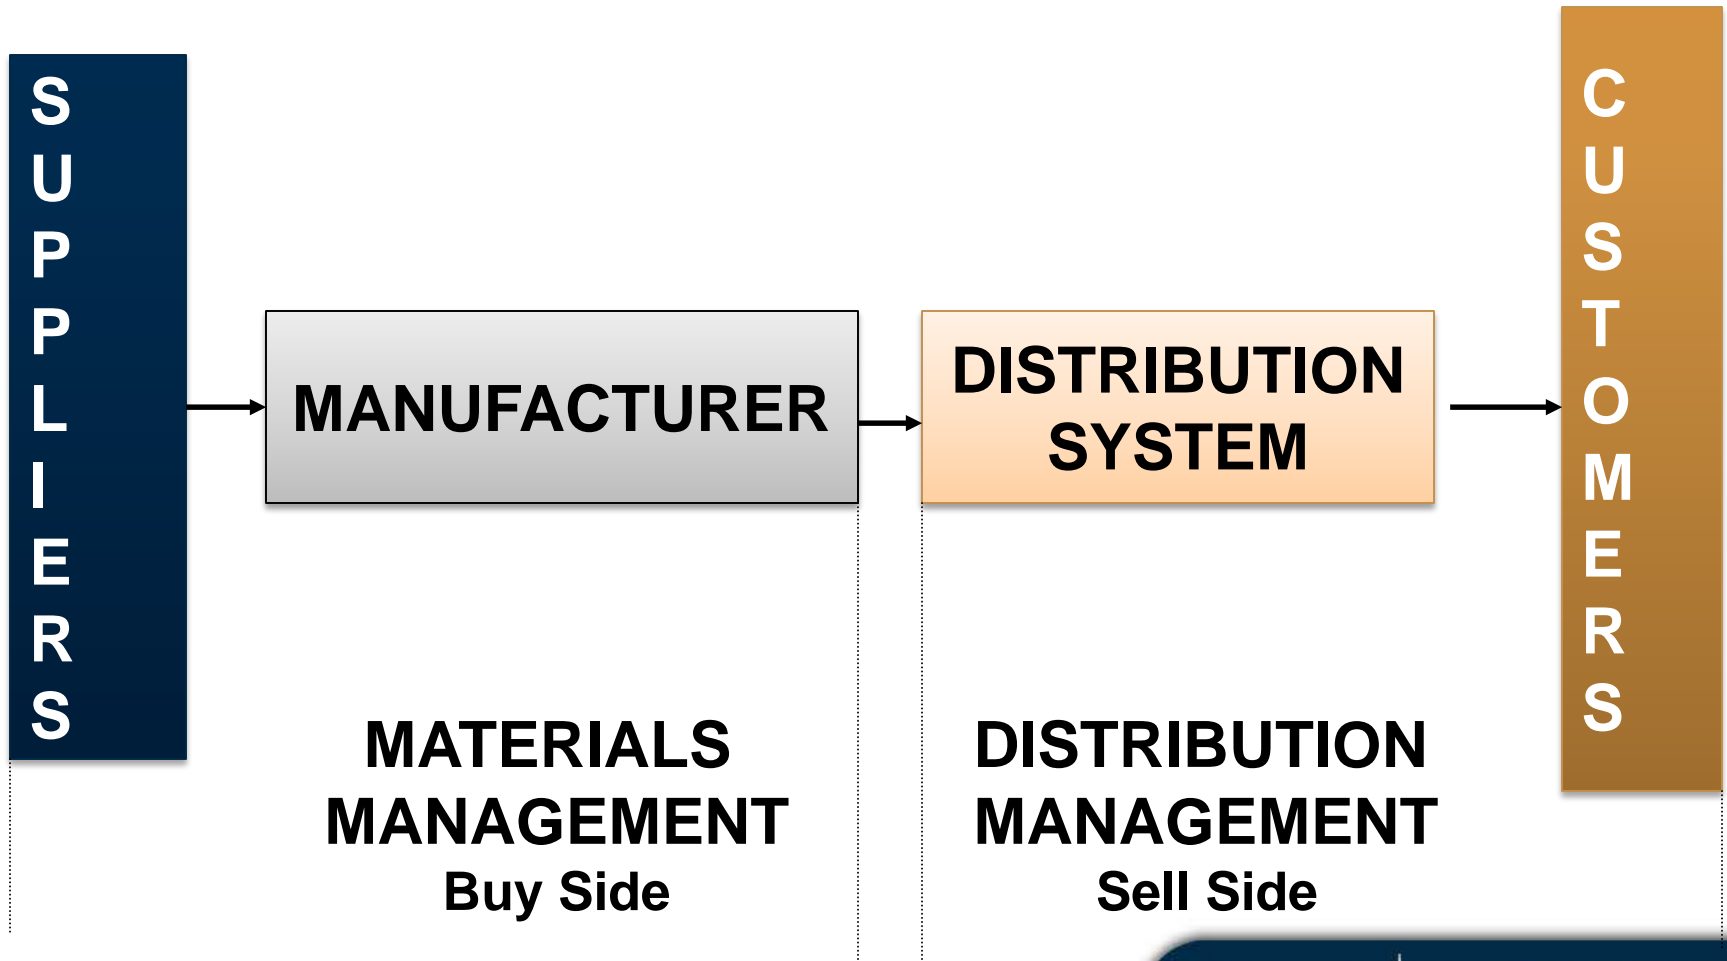 SUPPLIERS
MANUFACTURER
DISTRIBUTION
SYSTEM
CUSTOMERS
MATERIALS
MANAGEMENT
Buy Side
DISTRIBUTION
MANAGEMENT
Sell Side